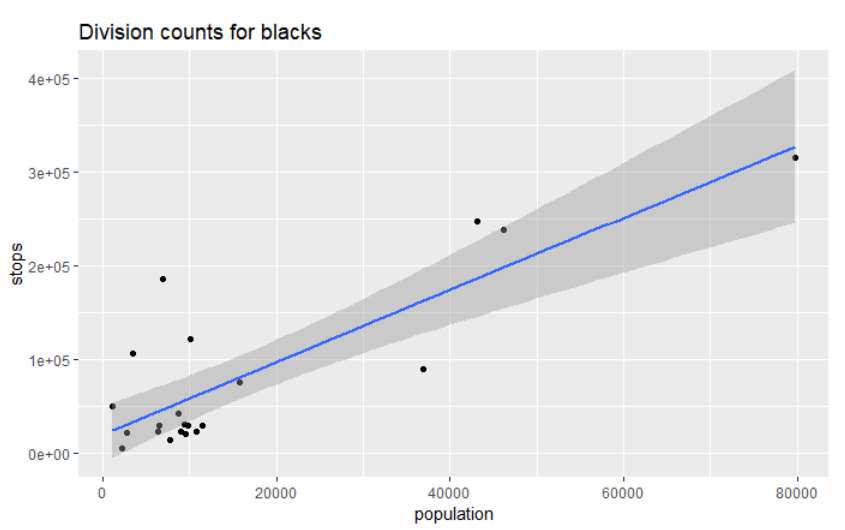 Division counts for blacks
4e+05
3e+05
2e+05
1e+05
0e+00
stops
0 20000 40000 60000 80000
population